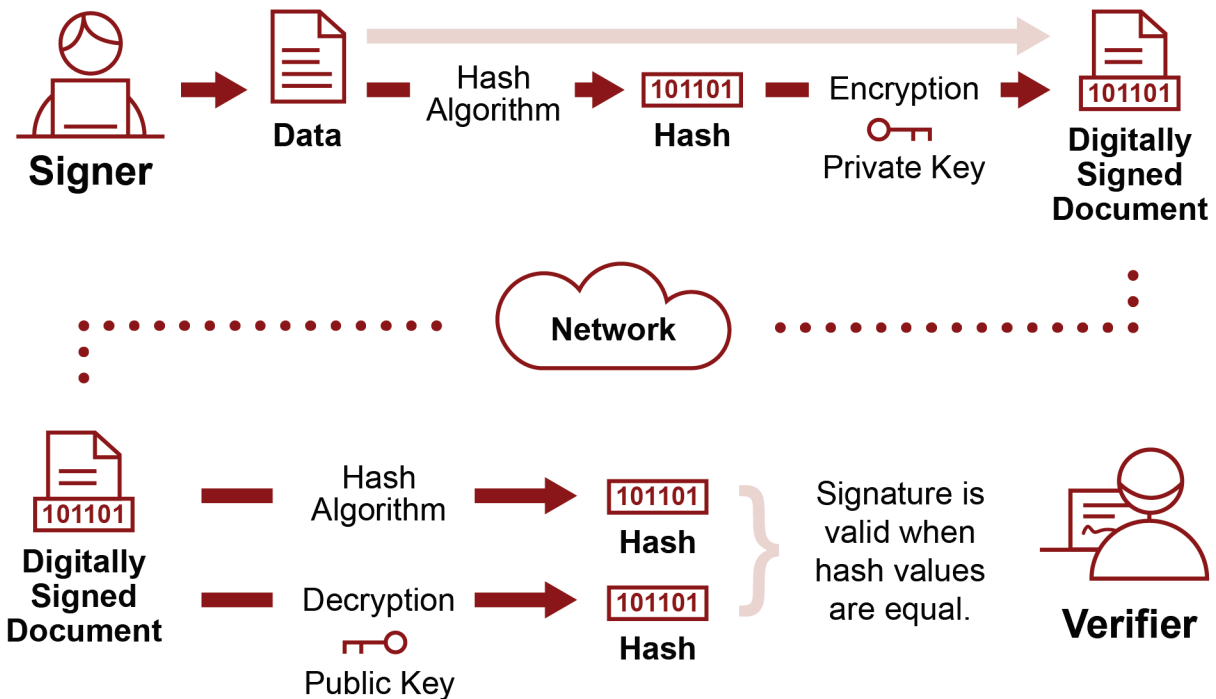 Signer
Data
Hash
Algorithm
101101
Hash
Encryption
Private Key
101101
Digitally
Signed
Document
Network
101101
Digitally
Signed
Document
Hash
Algorithm
101101
Hash
Decryption
Public Key
101101
Hash
Signature is
valid when
hash values
are equal.
Verifier